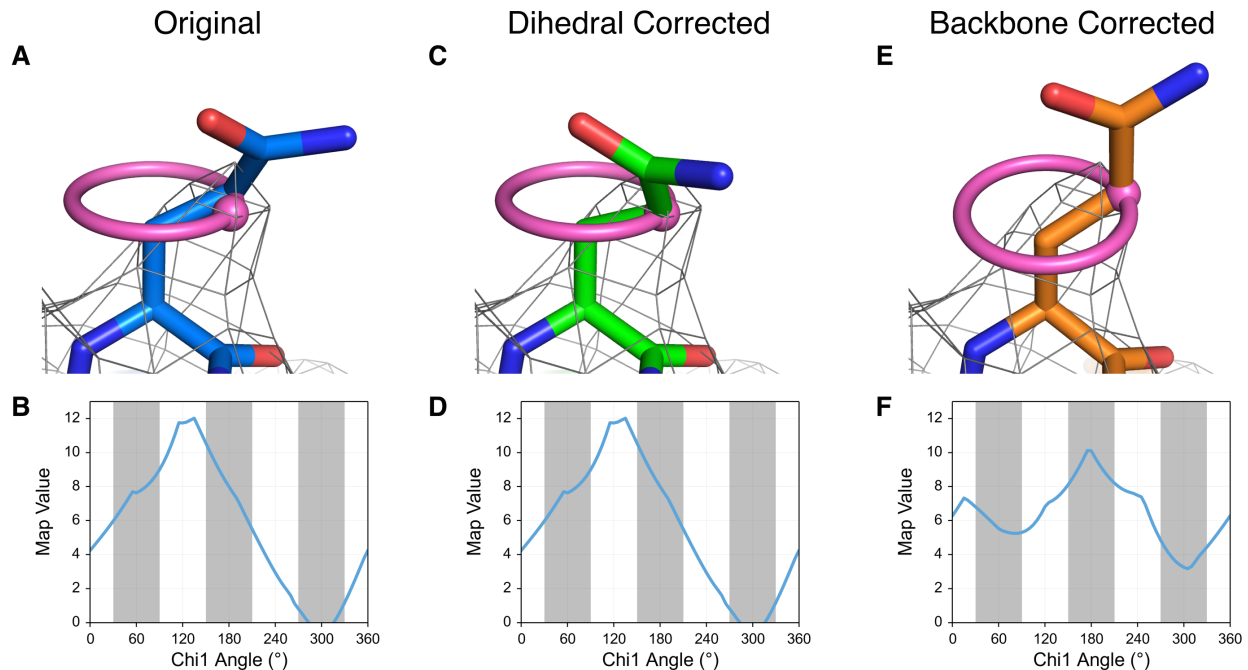 Original
Dihedral Corrected
Backbone Corrected
A
C
E
B
12
10
8
6
4
2
0
Map Value
0
60
120
180
240
300
360
Chi1 Angle (°)
D
12
10
8
6
4
2
0
Map Value
0
60
120
180
240
300
360
Chi1 Angle (°)
F
12
10
8
6
4
2
0
Map Value
0
60
120
180
240
300
360
Chi1 Angle (°)